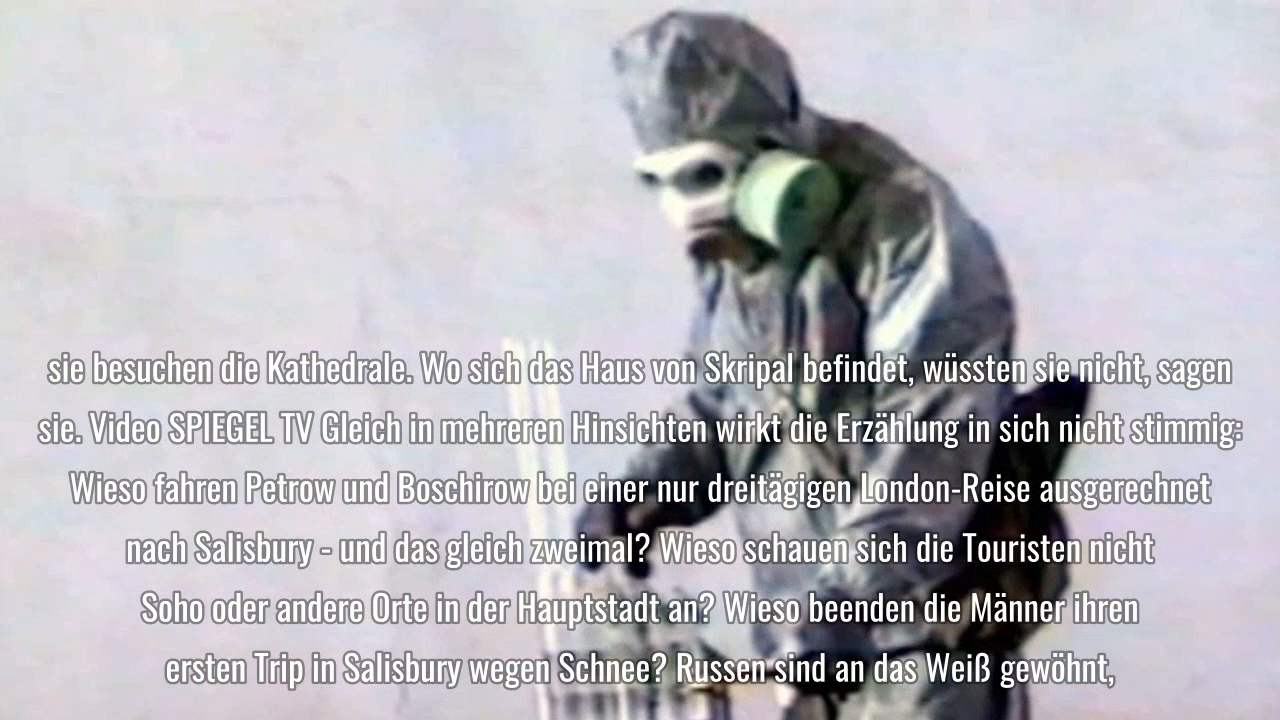 sie besuchen die Kathedrale. Wo sich das Haus von Skripal befindet, wüssten sie nicht, sagen
sie. Video SPIEGEL TV Gleich in mehreren Hinsichten wirkt die Erzählung in sich nicht stimmig:
Wieso fahren Petrow und Boschirow bei einer nur dreitägigen London-Reise ausgerechnet
nach Salisbury - und das gleich zweimal? Wieso schauen sich die Touristen nicht
Soho oder andere Orte in der Hauptstadt an? Wieso beenden die Männer ihren
ersten Trip in Salisbury wegen Schnee? Russen sind an das Weiß gewöhnt,